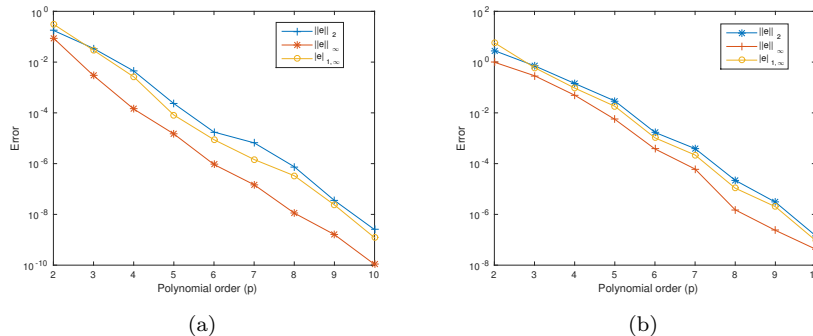 10^0
10^-2
10^-4
10^-6
10^-8
10^-10
Error
||e|| _2
||e|| _∞
|e| _1,∞
2 3 4 5 6 7 8 9 10
Polynomial order (p)
(a)
10^2
10^0
10^-2
10^-4
10^-6
10^-8
Error
||e|| _2
||e|| _∞
|e| _1,∞
2 3 4 5 6 7 8 9 1
Polynomial order (p)
(b)